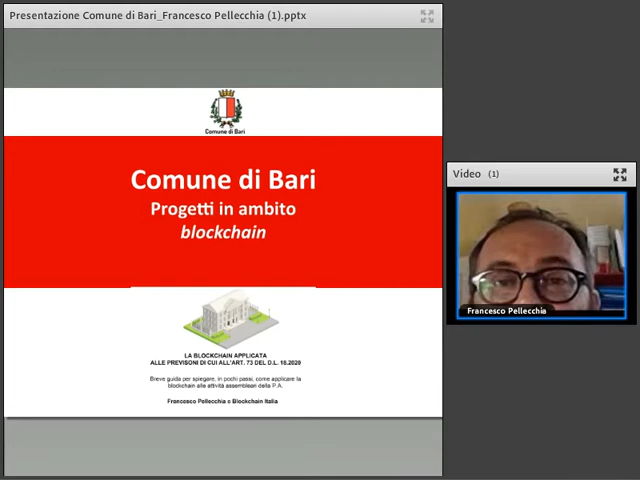 Presentazione Comune di Bari_Francesco Pellecchia (1).pptx
Comune di Bari
Comune di Bari
Progetti in ambito
blockchain
LA BLOCKCHAIN APPLICATA
ALLE PREVISONI DI CUI ALL'ART. 73 DEL D.L. 18.2020
Breve guida per spiegare, in pochi passi, come applicare la
blockchain alle attività assembleari della P.A.
Francesco Pellecchia e Blockchain Italia
Video (1)
Francesco Pellecchia